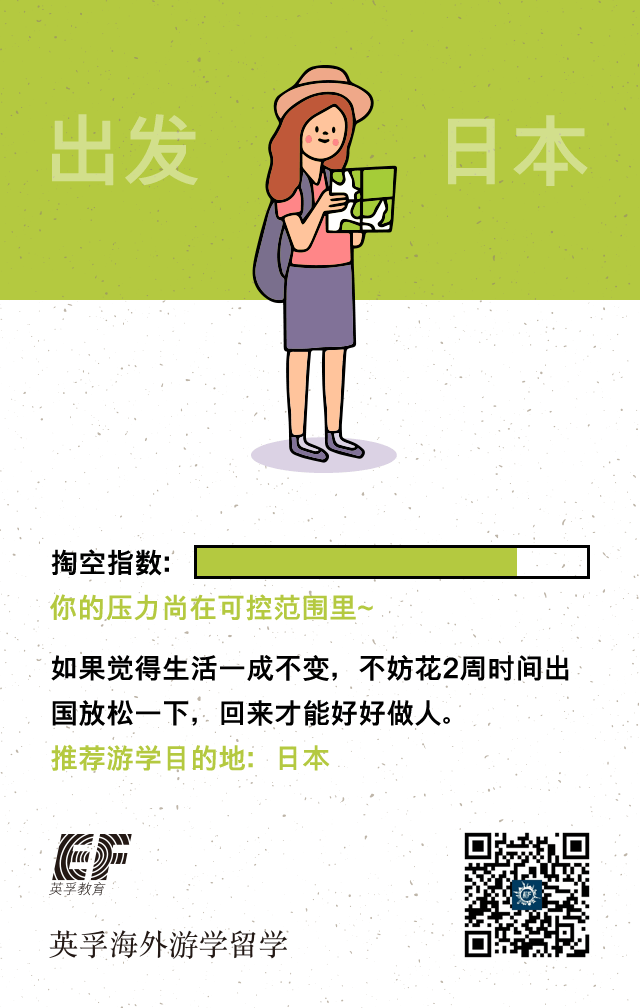 出发 日本
掏空指数:
你的压力尚在可控范围里~
如果觉得生活一成不变，不妨花2周时间出
国放松一下，回来才能好好做人。
推荐游学目的地: 日本
EF
英孚教育
英孚海外游学留学